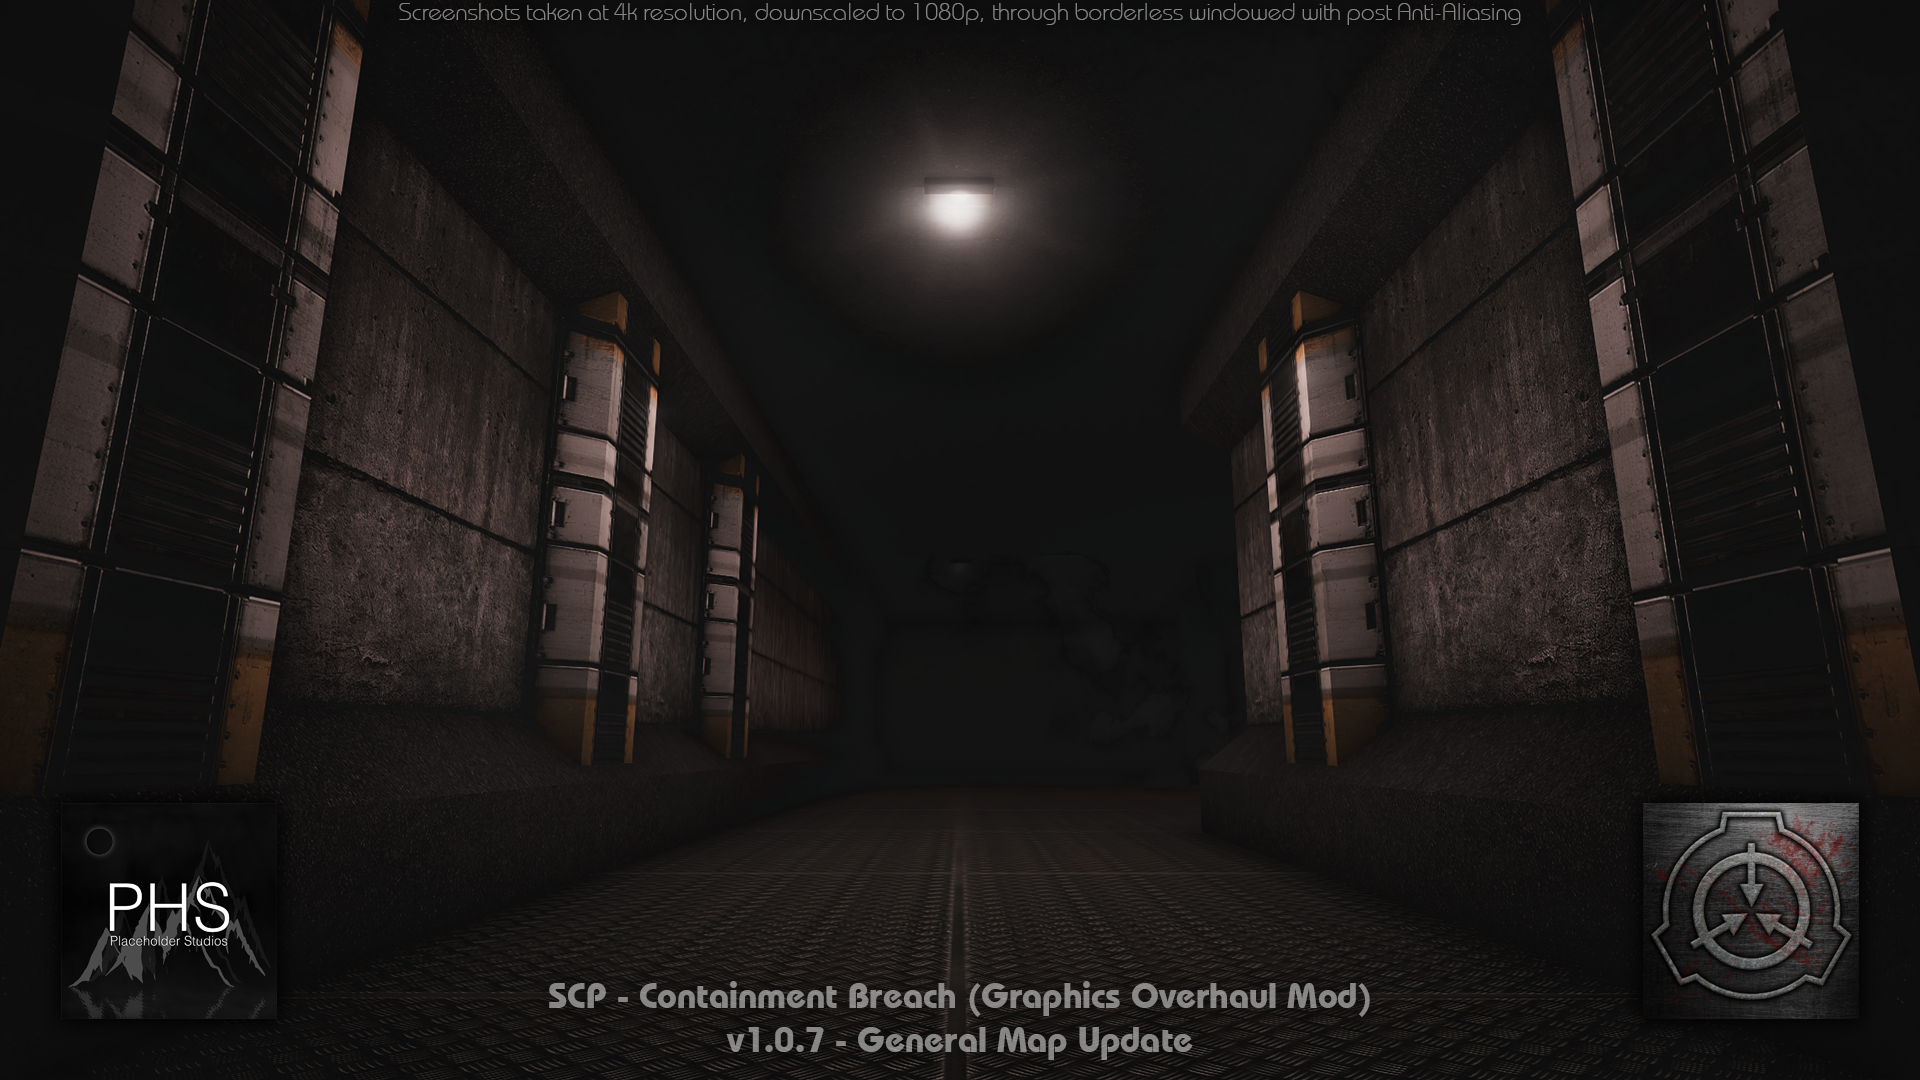 Screenshots taken at 4k resolution, downscaled to 1080p, through borderless windowed with post Anti-Aliasing
PHS
Placeholder Studios
SCP - Containment Breach (Graphics Overhaul Mod)
v1.0.7 - General Map Update